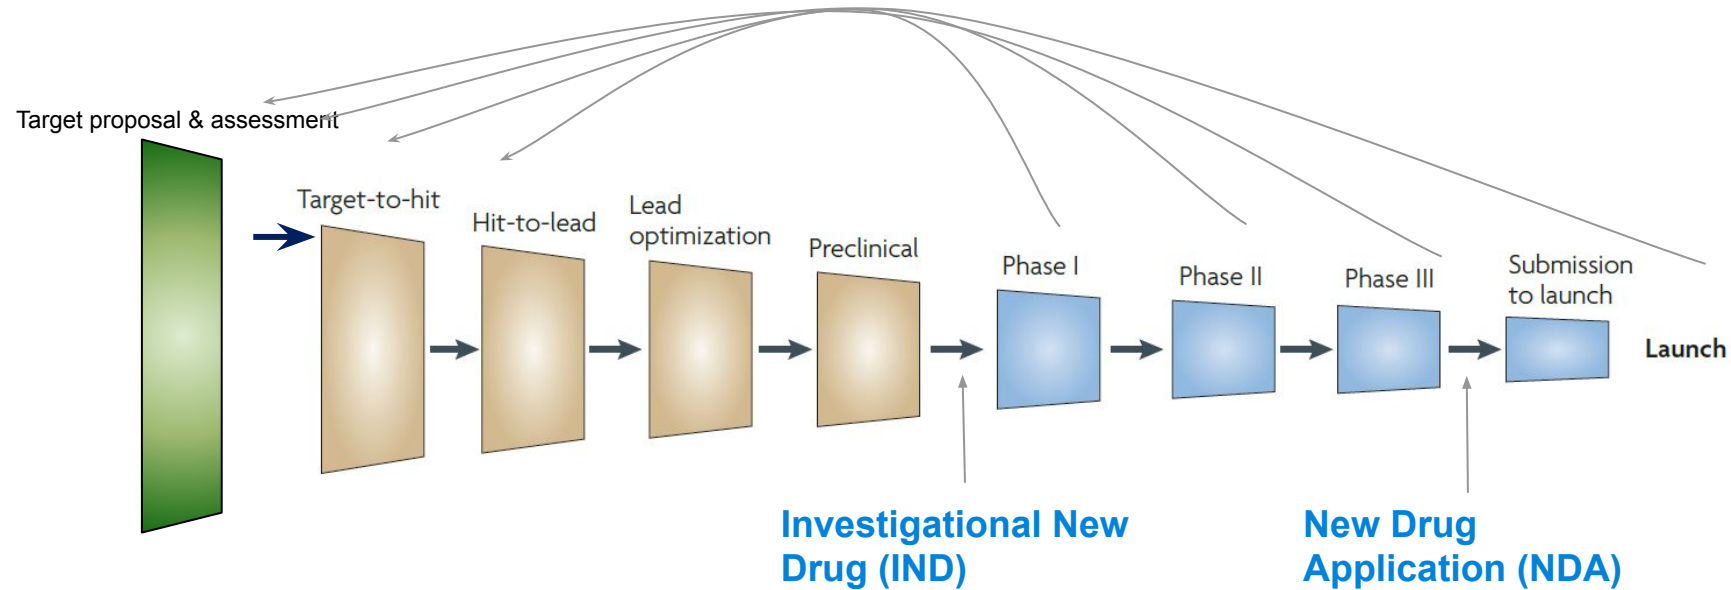 Target proposal & assessment
Target-to-hit
Hit-to-lead
Lead
optimization
Preclinical
Phase I
Phase II
Phase III
Submission
to launch
Launch
Investigational New
Drug (IND)
New Drug
Application (NDA)